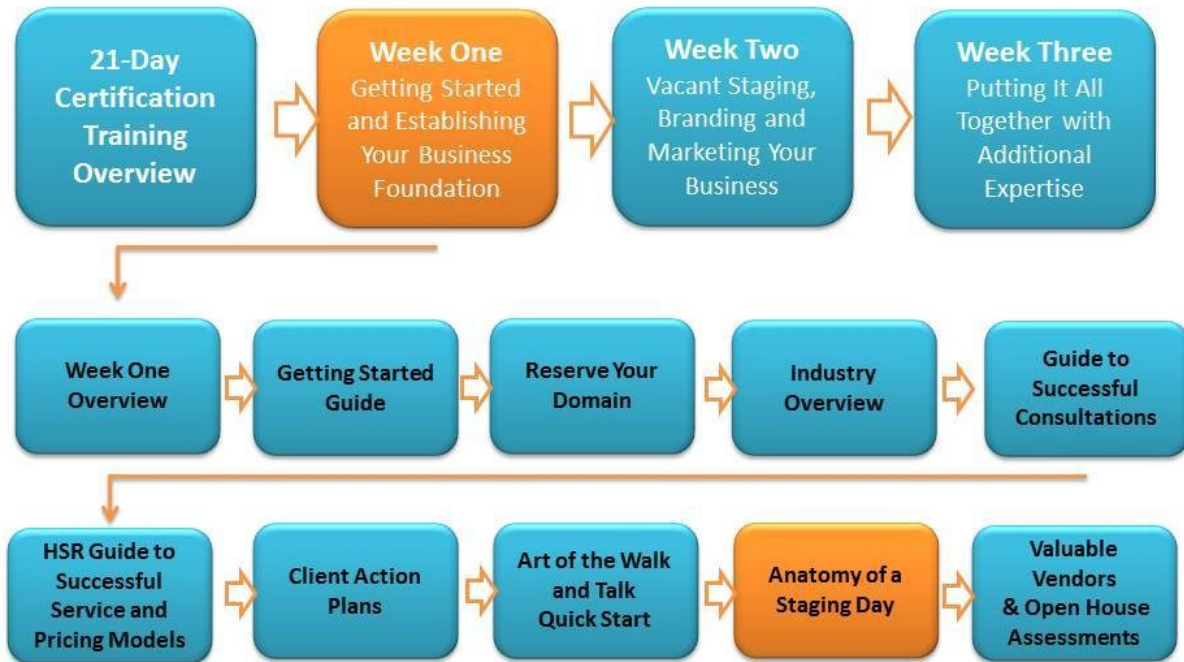 21-Day
Certification
Training
Overview
Week One
Getting Started
and Establishing
Your Business
Foundation
Week Two
Vacant Staging,
Branding and
Marketing Your
Business
Week Three
Putting It All
Together with
Additional
Expertise
Week One
Overview
Getting Started
Guide
Reserve Your
Domain
Industry
Overview
Guide to
Successful
Consultations
HSR Guide to
Successful
Service and
Pricing Models
Client Action
Plans
Art of the Walk
and Talk
Quick Start
Anatomy of a
Staging Day
Valuable
Vendors
& Open House
Assessments